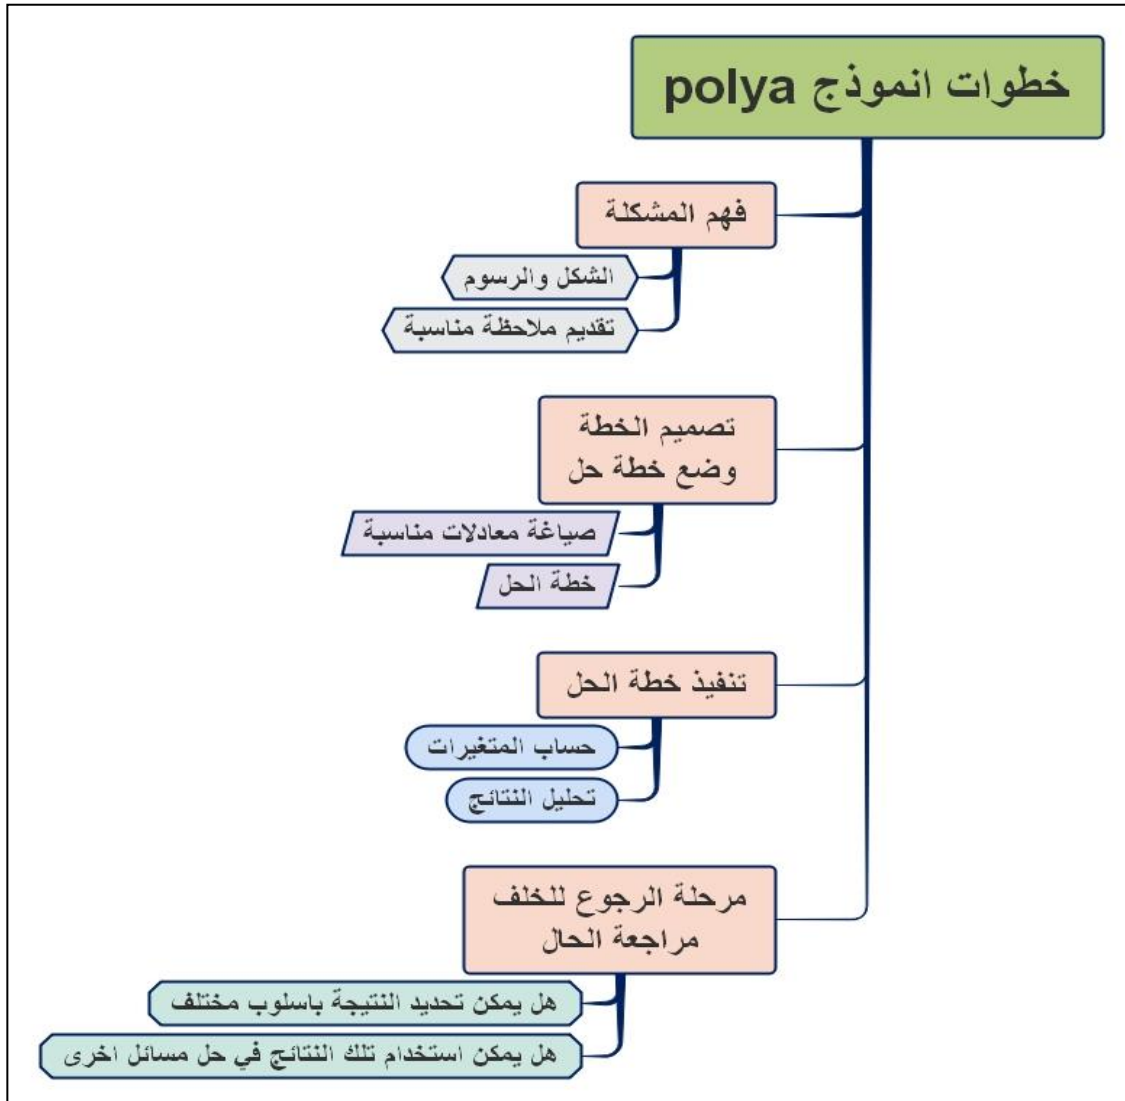 خطوات انموذج polya
فهم المشكلة
الشكل والرسوم
تقديم ملاحظة مناسبة
تصميم الخطة
وضع خطة حل
صياغة معادلات مناسبة
خطة الحل
تنفيذ خطة الحل
حساب المتغيرات
تحليل النتائج
مرحلة الرجوع للخلف
مراجعة الحال
هل يمكن تحديد النتيجة باسلوب مختلف
هل يمكن استخدام تلك النتائج في حل مسائل اخرى